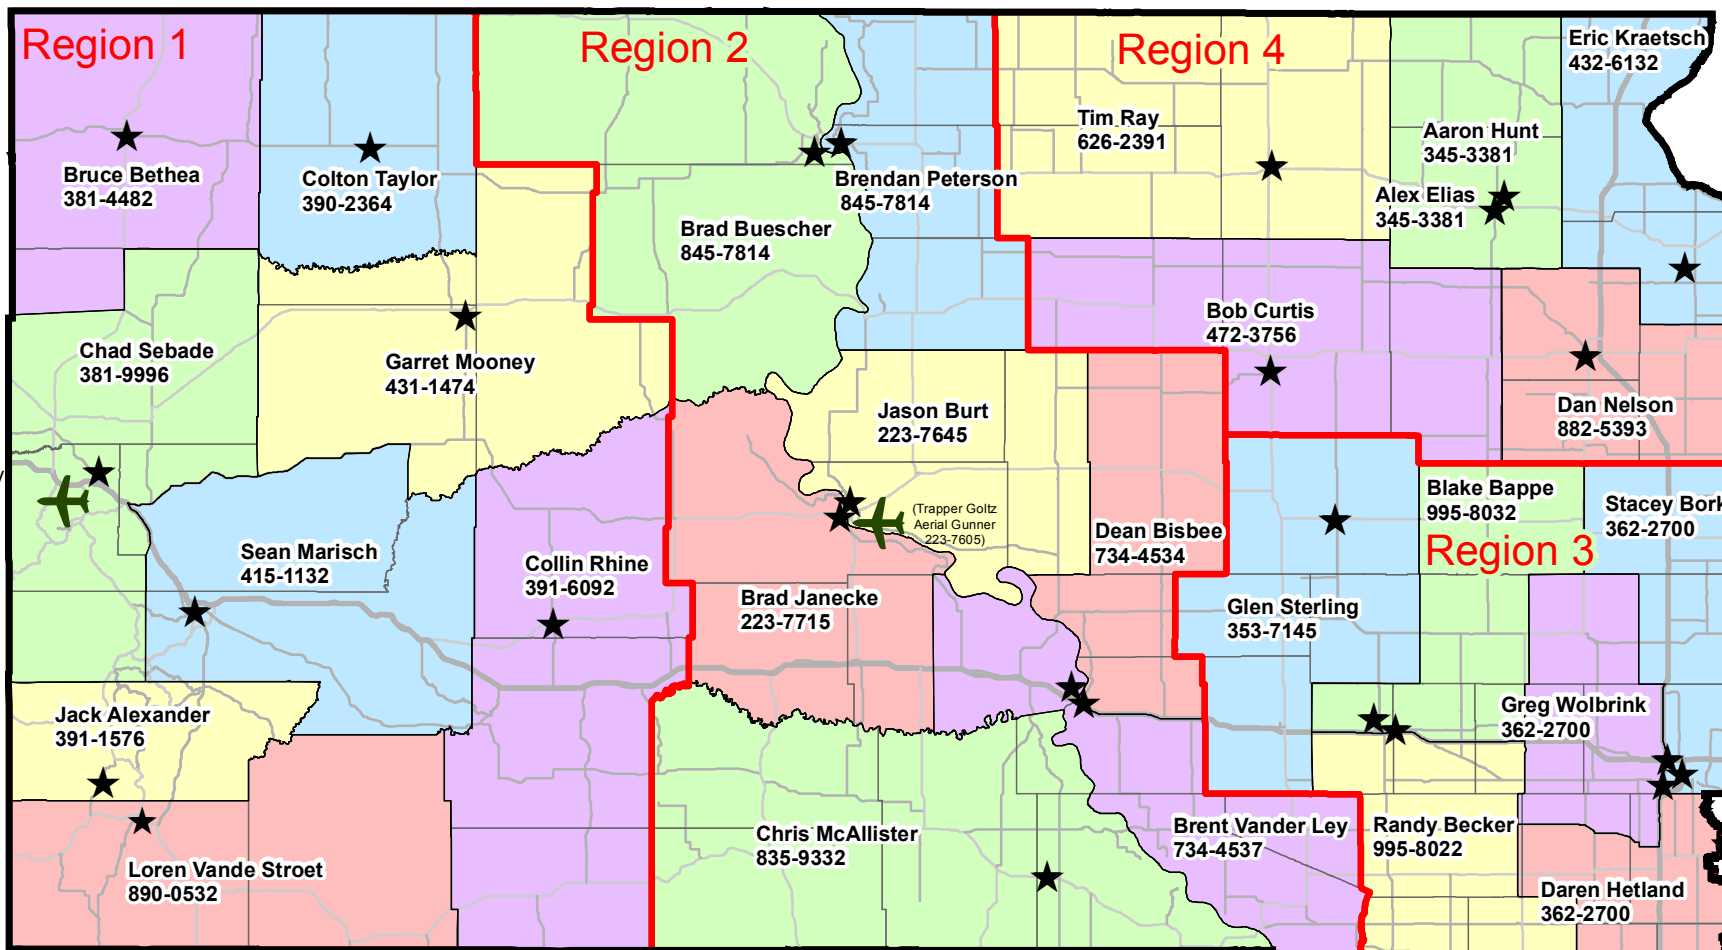 Region 1
Region 2
Region 4
Eric Kraetsch
432-6132
Tim Ray
626-2391
Aaron Hunt
345-3381
Bruce Bethea
381-4482
Colton Taylor
390-2364
Brendan Peterson
845-7814
Alex Elias
345-3381
Brad Buescher
845-7814
Bob Curtis
472-3756
Chad Sebade
381-9996
Garret Mooney
431-1474
Jason Burt
223-7645
Dan Nelson
882-5393
Blake Bappe
995-8032
Stacey Bork
362-2700
(Trapper Goltz
Aerial Gunner
223-7605)
Dean Bisbee
734-4534
Region 3
Sean Marisch
415-1132
Collin Rhine
391-6092
Brad Janecke
223-7715
Glen Sterling
353-7145
Jack Alexander
391-1576
Greg Wolbrink
362-2700
Chris McAllister
835-9332
Brent Vander Ley
734-4537
Randy Becker
995-8022
Loren Vande Stroet
890-0532
Daren Hetland
362-2700